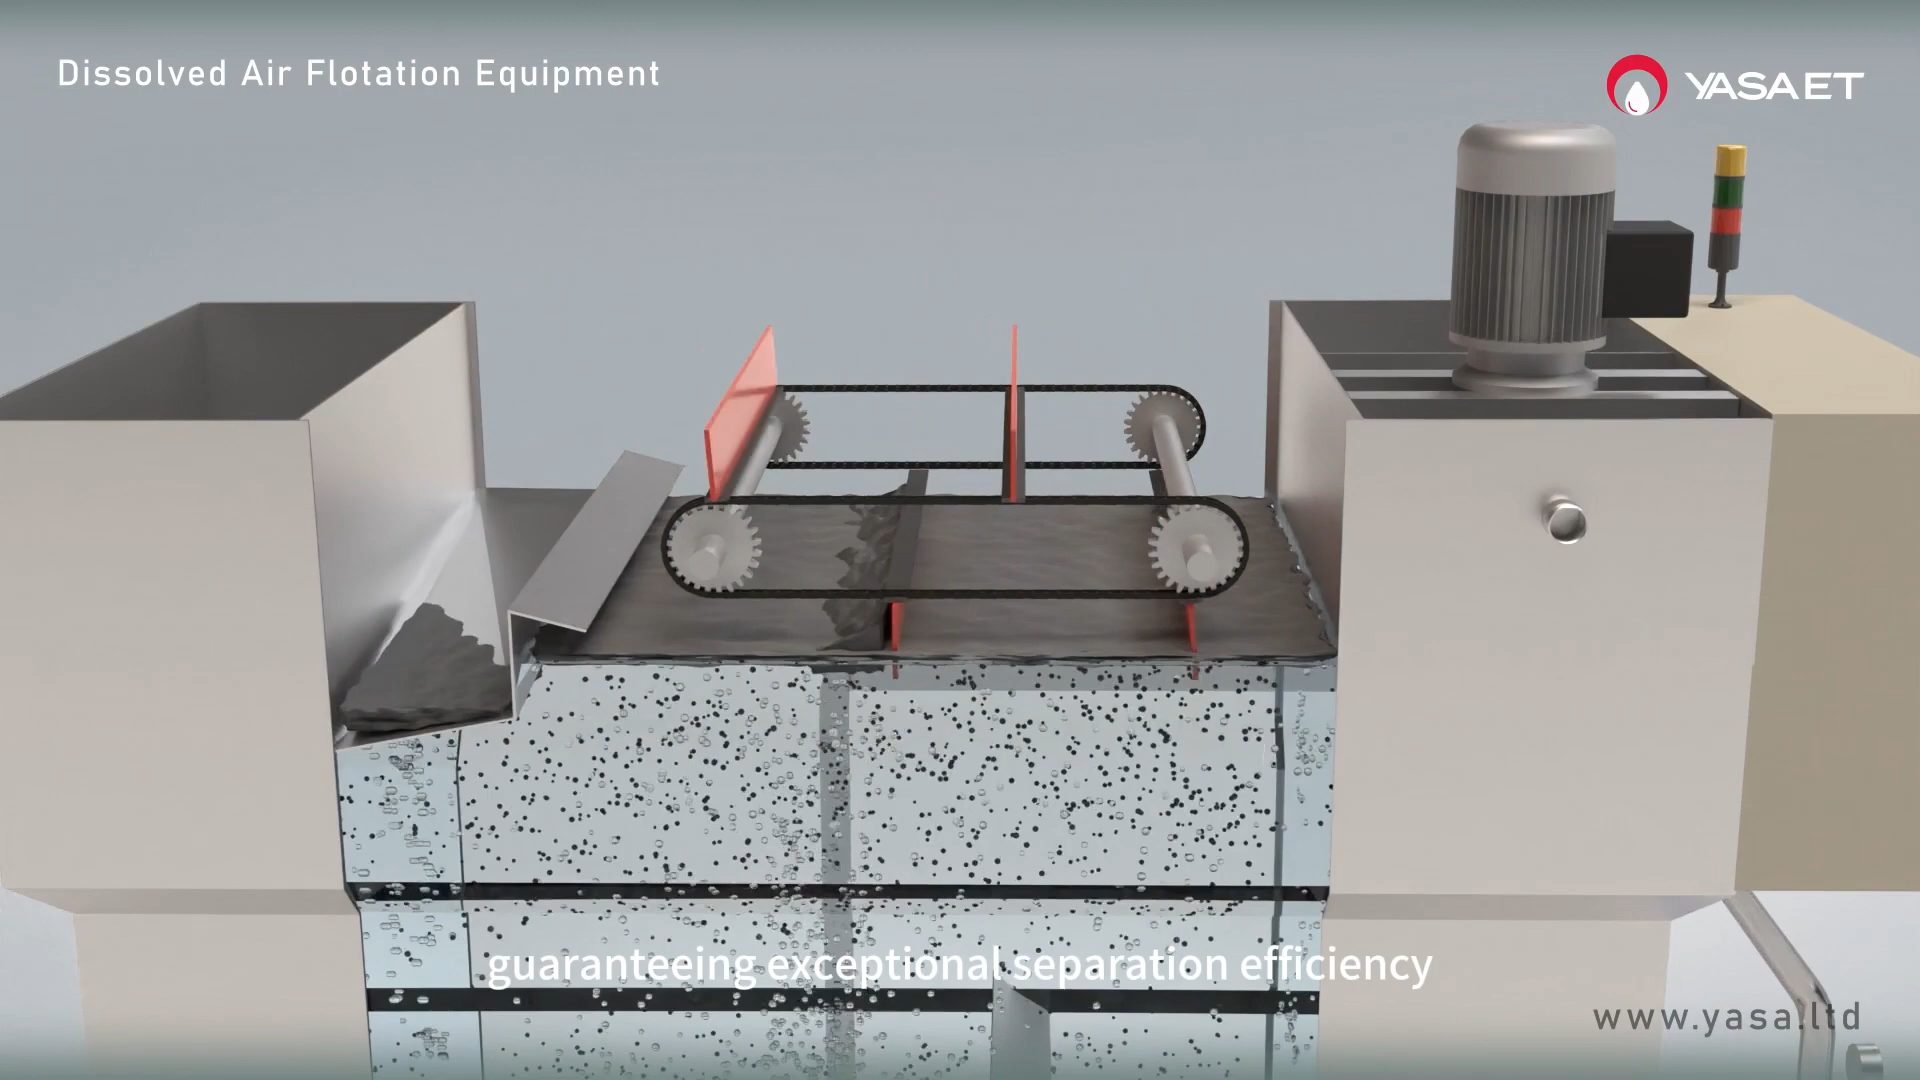 Dissolved Air Flotation Equipment
YASAET
guaranteeing exceptional separation efficiency
www.yasa.ltd